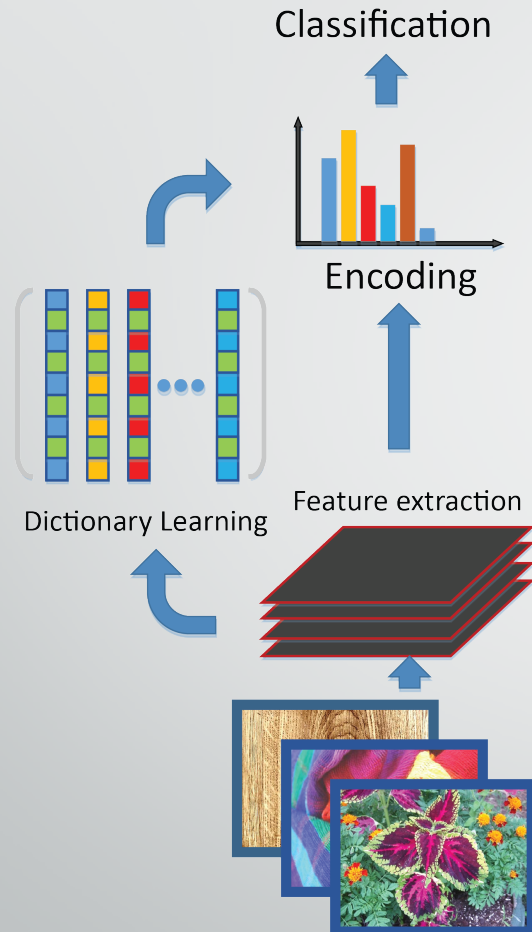 Classification
Encoding
Dictionary Learning
Feature extraction